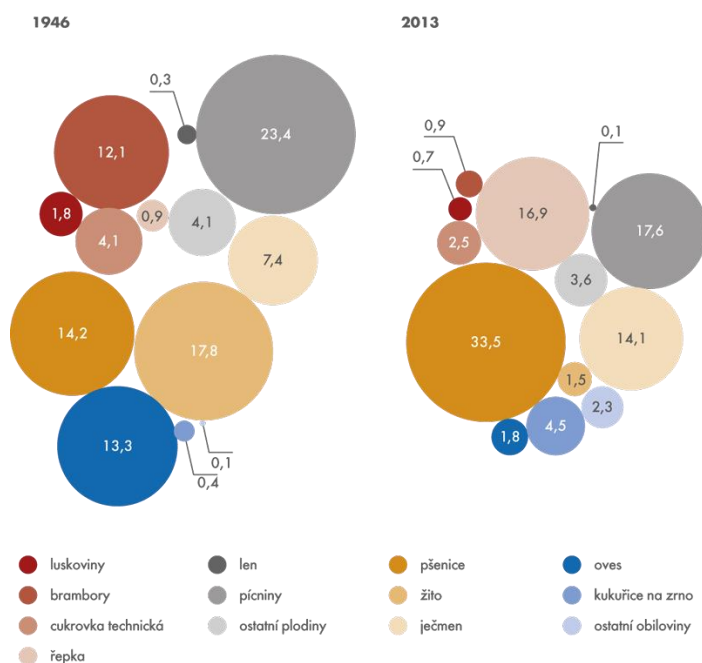 1946
2013
0,3
23,4
12,1
1,8
0,9
4,1
4,1
7,4
14,2
17,8
13,3
0,1
0,4
0,9
0,1
0,7
16,9
17,6
2,5
3,6
33,5
14,1
1,5
2,3
4,5
1,8
luskoviny
len
pšenice
oves
brambory
pícniny
žito
kukuřice na zrno
cukrovka technická
ostatní plodiny
ječmen
ostatní obiloviny
řepka